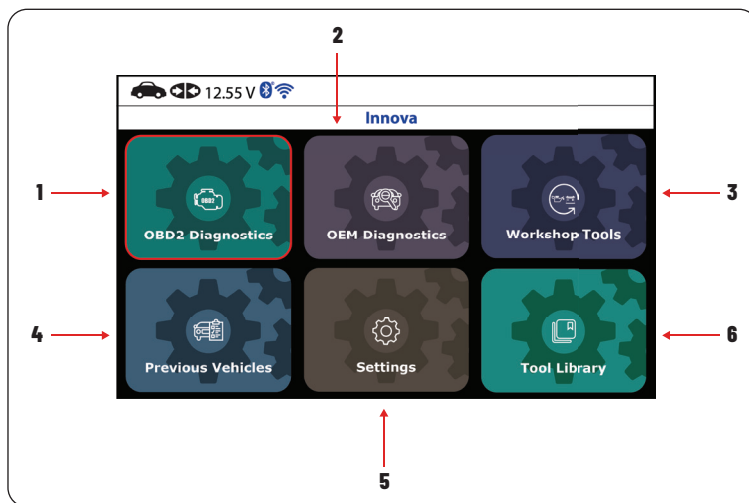 2
12.55 V
Innova
1
OBD2
OBD2 Diagnostics
OEM Diagnostics
Workshop Tools
3
4
Previous Vehicles
Settings
Tool Library
6
5